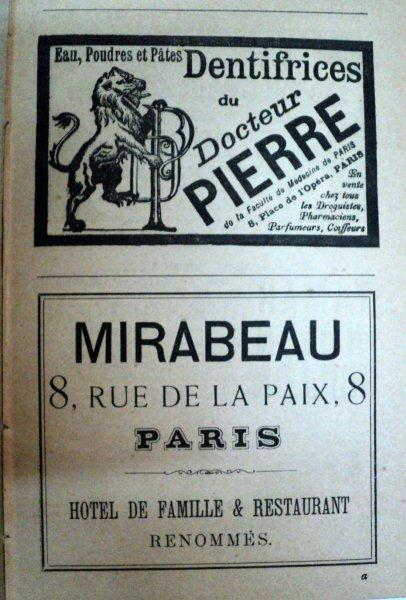 Eau, Poudres et Pâtes Dentifrices
du
Docteur
PIERRE
de la Faculté de Médecine de PARIS
8, Place de l'Opéra, PARIS
En
vente
chez tous
les Droguistes,
Pharmaciens,
Parfumeurs, Coiffeurs
MIRABEAU
8, RUE DE LA PAIX, 8
PARIS
HOTEL DE FAMILLE & RESTAURANT
RENOMMÉS.
a